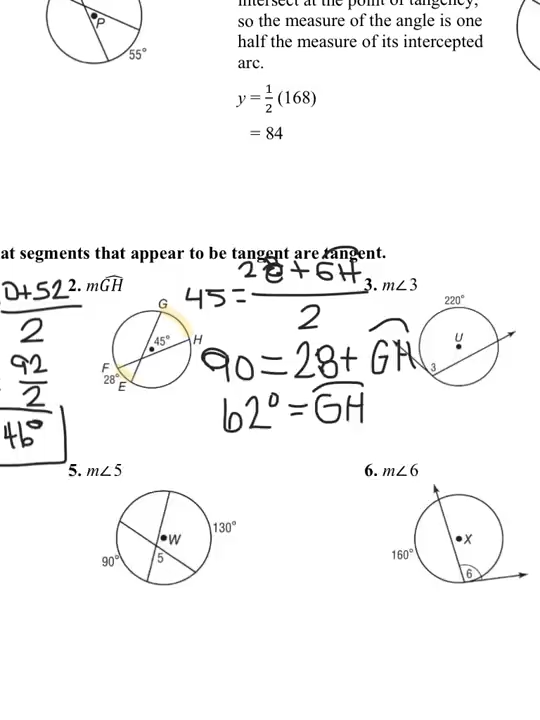 intersect at the point of tangency,
so the measure of the angle is one
half the measure of its intercepted
arc.
P
55°
y = 1/2 (168)
= 84
at segments that appear to be tangent are tangent.
0+52
2
92
2
46°
2. mGH
G
H
45°
F
28°
E
45 = 28 + GH
2
90 = 28 + GH
62° = GH
3. m∠3
220°
U
3
5. m∠5
130°
W
90°
5
6. m∠6
160°
X
6